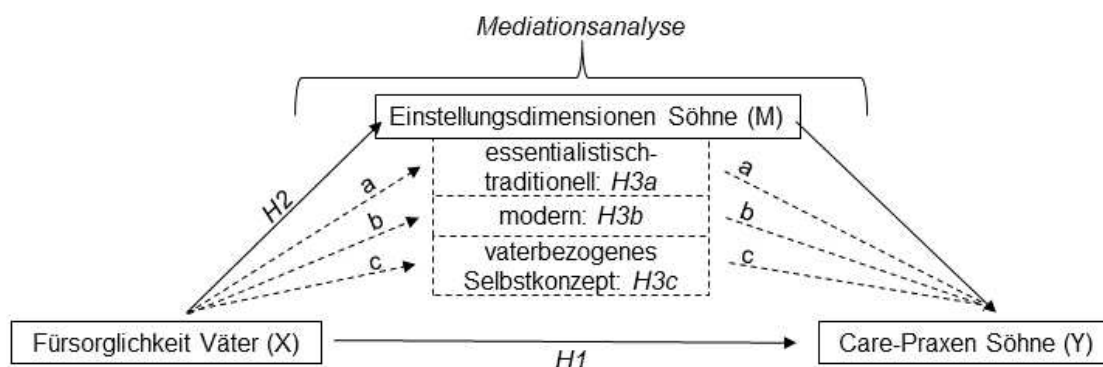 Mediationsanalyse
Einstellungsdimensionen Söhne (M)
essentialistisch-
traditionell: H3a
modern: H3b
vaterbezogenes
Selbstkonzept: H3c
H2
a
b
c
a
b
c
Fürsorglichkeit Väter (X)
H1
Care-Praxen Söhne (Y)